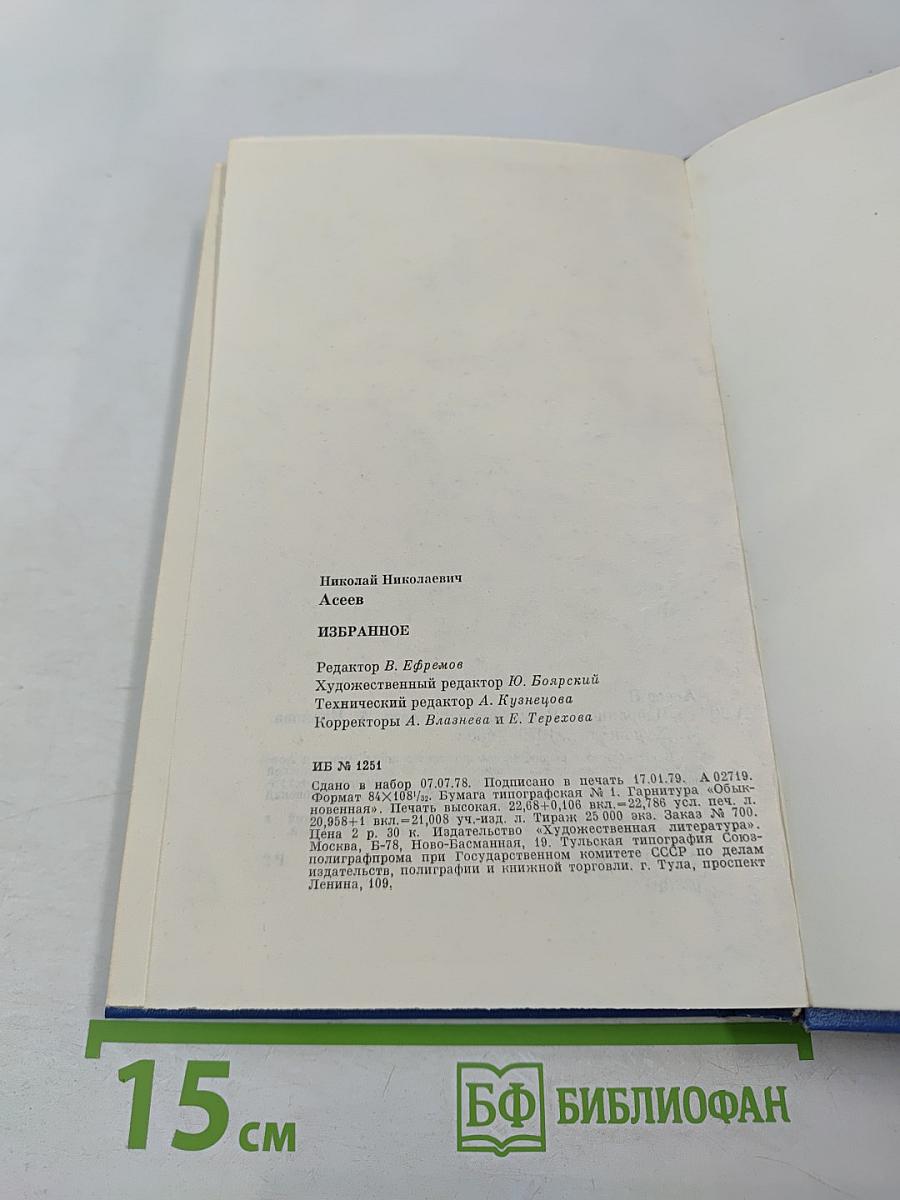 Николай Николаевич
Асеев
ИЗБРАННОЕ
Редактор В. Ефремов
Художественный редактор Ю. Боярский
Технический редактор А. Кузнецова
Корректоры А. Влазнева и Е. Терехова
ИБ № 1251
Сдано в набор 07.07.78. Подписано в печать 17.01.79. А 02719.
Формат 84×108¹/₃₂. Бумага типографская № 1. Гарнитура «Обык-
новенная». Печать высокая. 22,68+0,106 вкл.=22,786 усл. печ. л.
20,958+1 вкл.=21,008 уч.-изд. л. Тираж 25 000 экз. Заказ № 700.
Цена 2 р. 30 к. Издательство «Художественная литература».
Москва, Б-78, Ново-Басманная, 19. Тульская типография Союз-
полиграфпрома при Государственном комитете СССР по делам
издательств, полиграфии и книжной торговли. г. Тула, проспект
Ленина, 109.
15 см
БФ БИБЛИОФАН